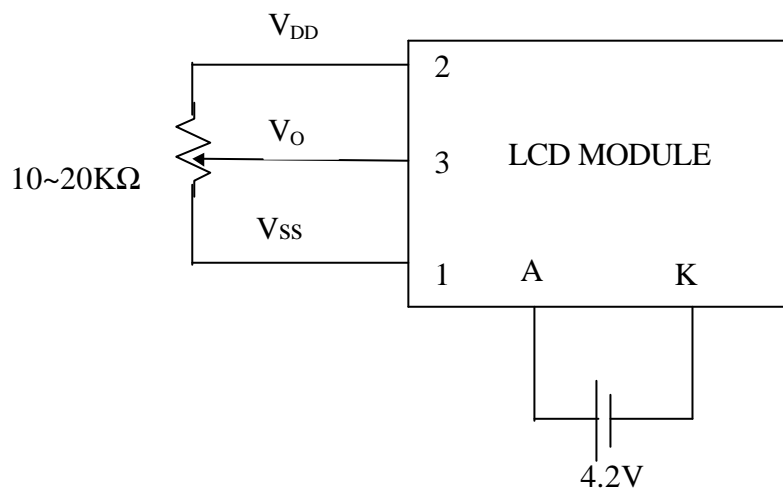 VDD
2
VO
3
LCD MODULE
10~20KΩ
VSS
1
A
K
4.2V